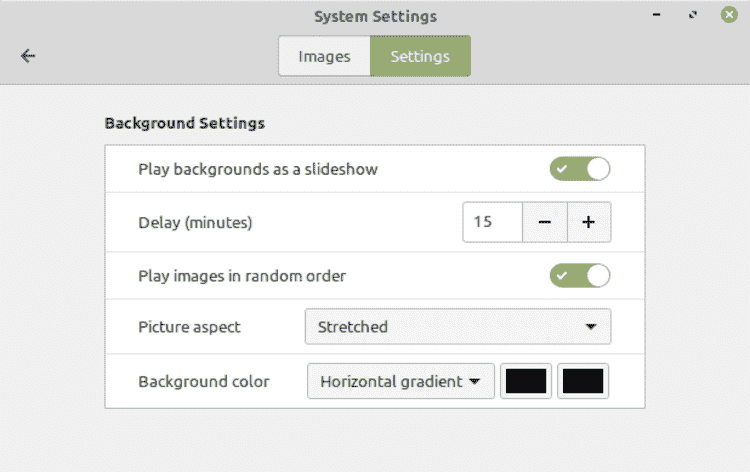 System Settings
Images
Settings
Background Settings
Play backgrounds as a slideshow
Delay (minutes)
15
Play images in random order
Picture aspect
Stretched
Background color
Horizontal gradient